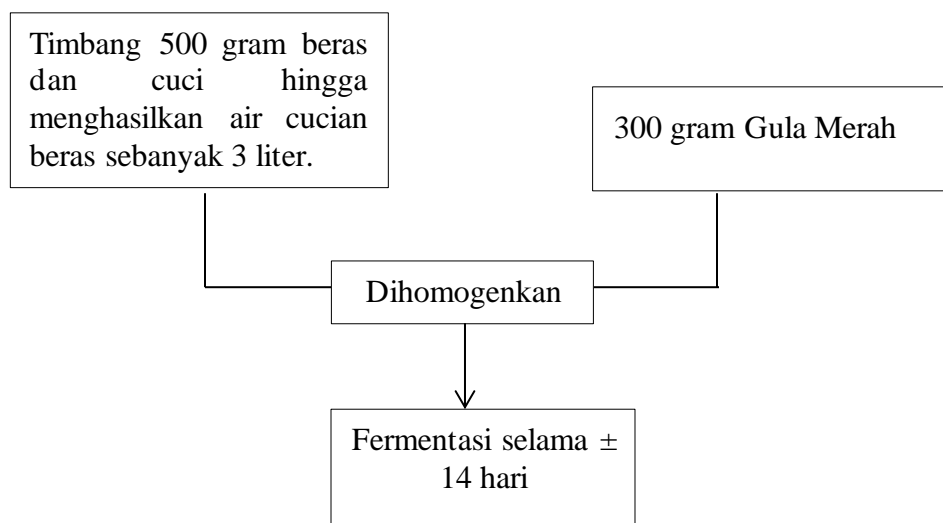 Timbang 500 gram beras
dan cuci hingga
menghasilkan air cucian
beras sebanyak 3 liter.
300 gram Gula Merah
Dihomogenkan
Fermentasi selama ±
14 hari